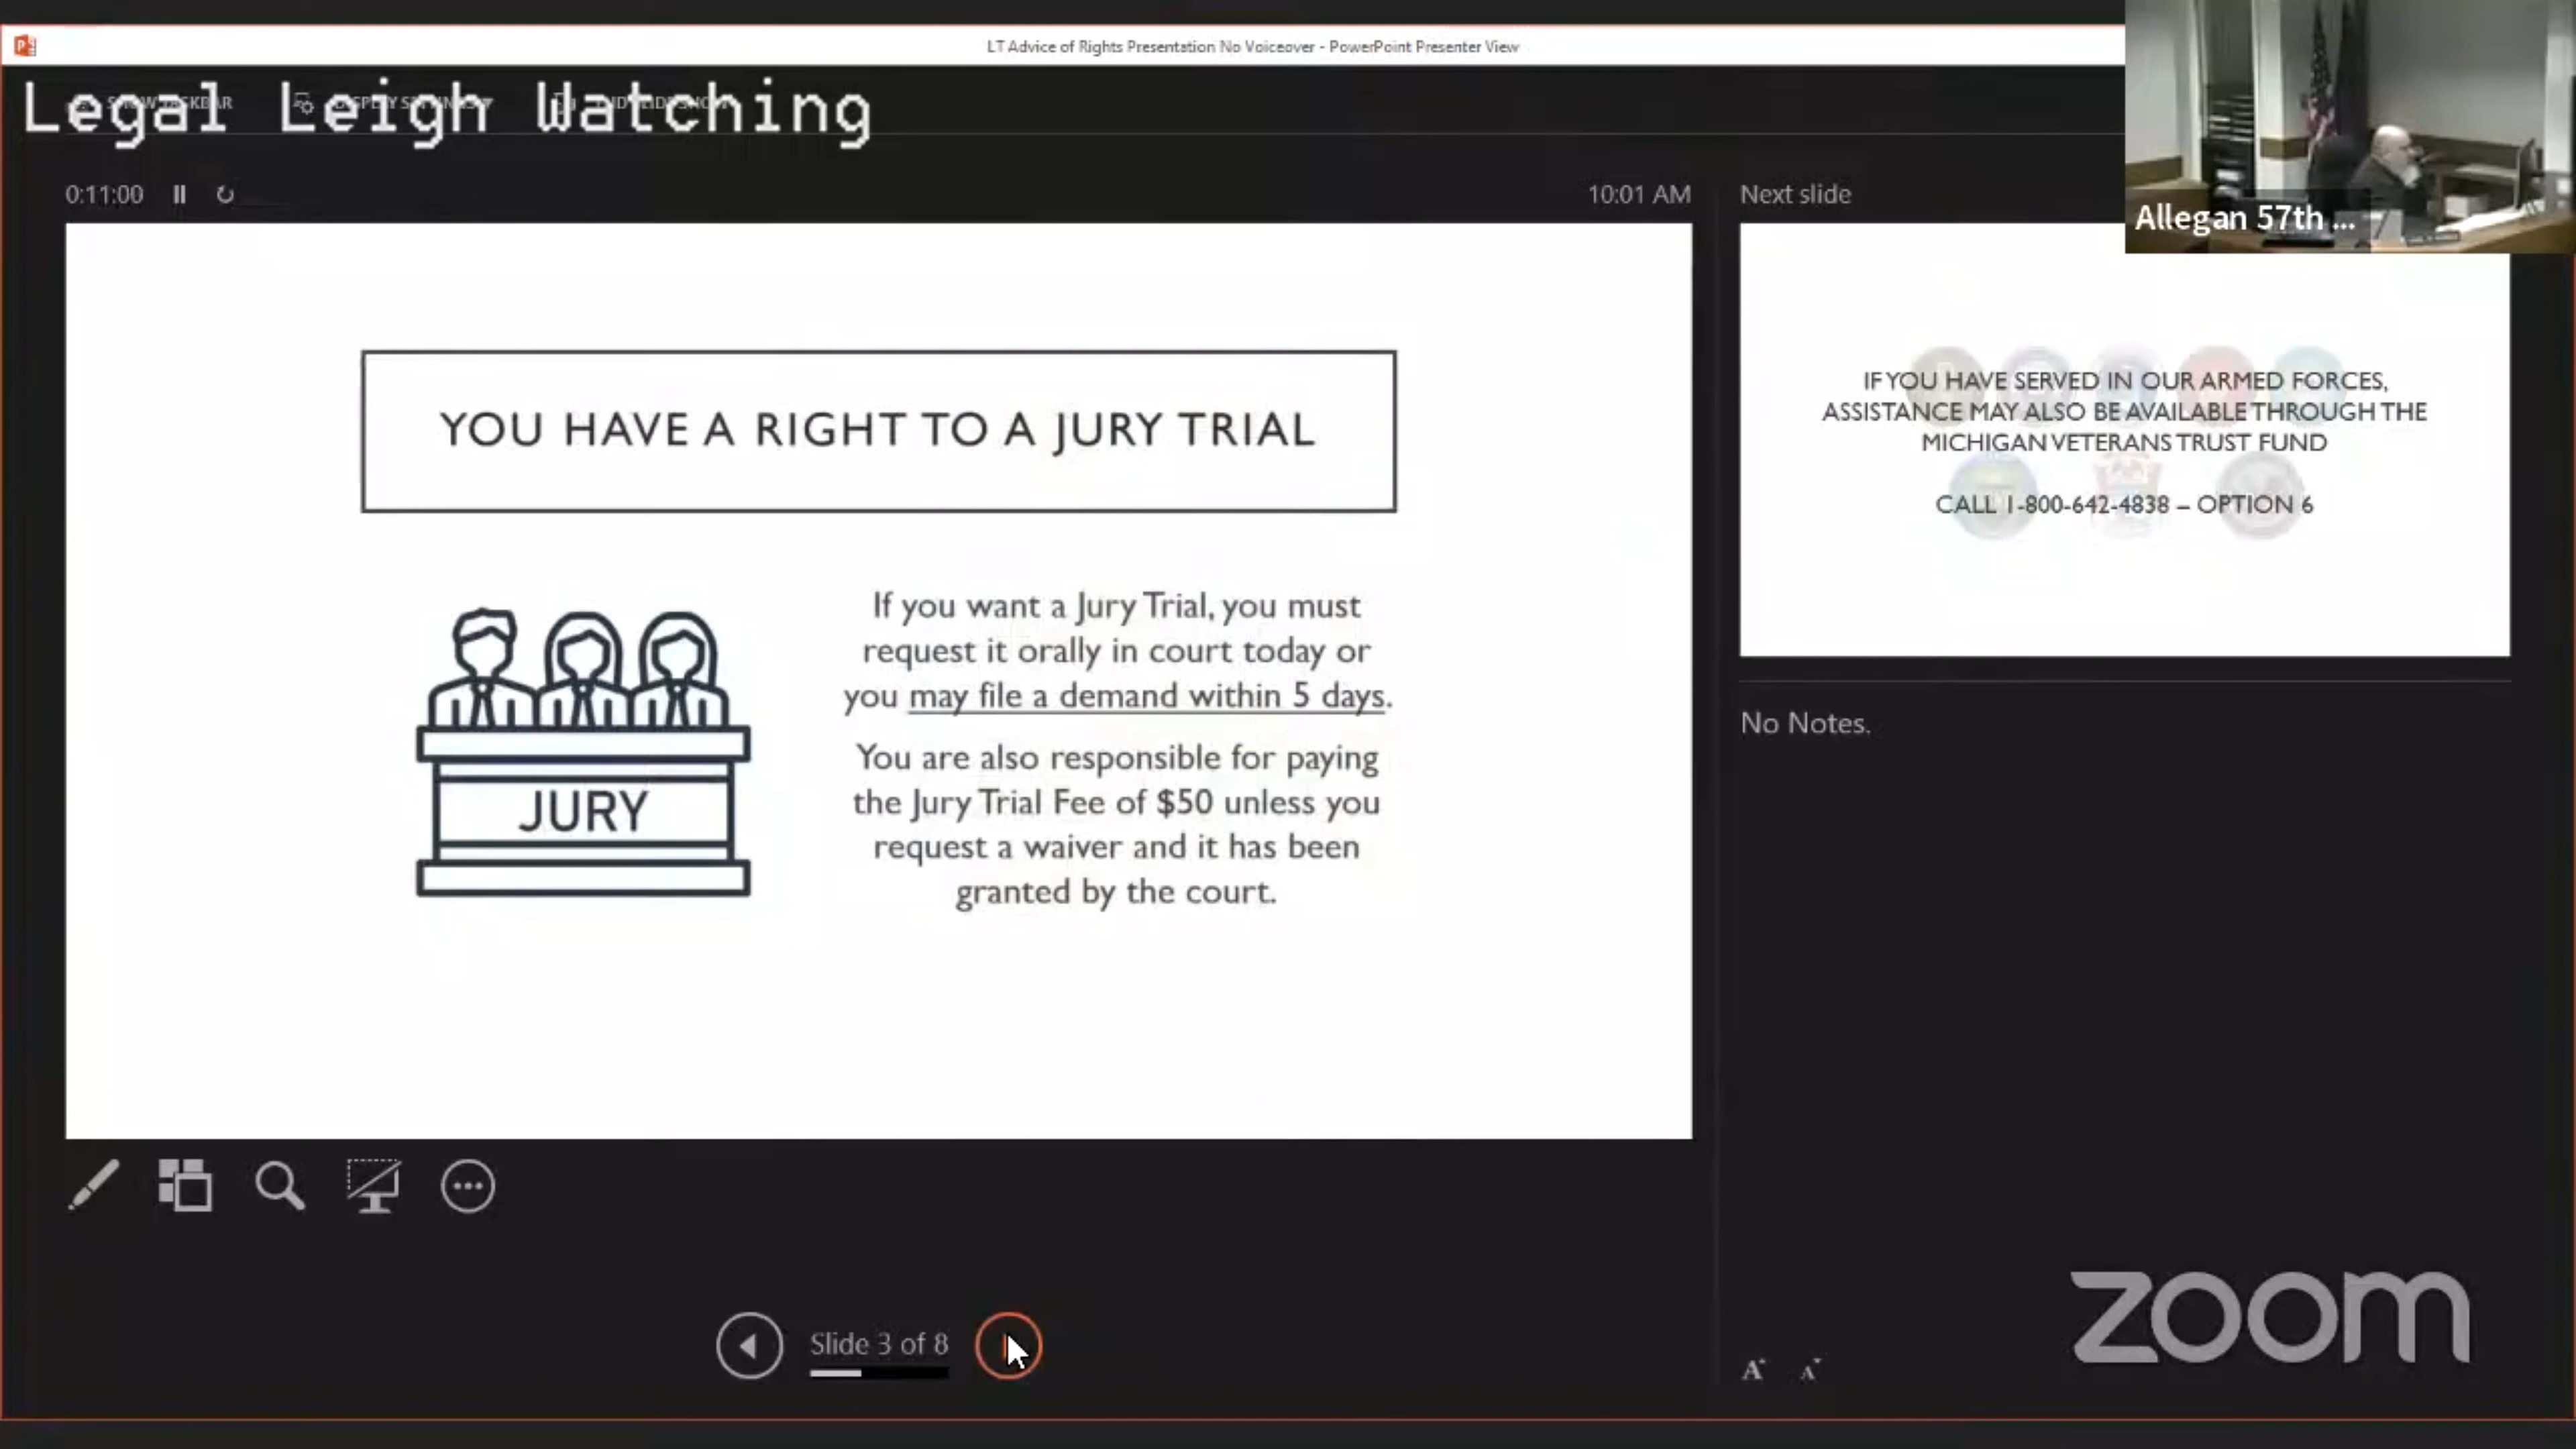 LT Advice of Rights Presentation No Voiceover - PowerPoint Presenter View
Legal Leigh Watching
0:11:00
10:01 AM
Next slide
Allegan 57th ...
YOU HAVE A RIGHT TO A JURY TRIAL
If you want a Jury Trial, you must
request it orally in court today or
you may file a demand within 5 days.
You are also responsible for paying
the Jury Trial Fee of $50 unless you
request a waiver and it has been
granted by the court.
JURY
IF YOU HAVE SERVED IN OUR ARMED FORCES,
ASSISTANCE MAY ALSO BE AVAILABLE THROUGH THE
MICHIGAN VETERANS TRUST FUND
CALL 1-800-642-4838 – OPTION 6
No Notes.
Slide 3 of 8
A A
zoom